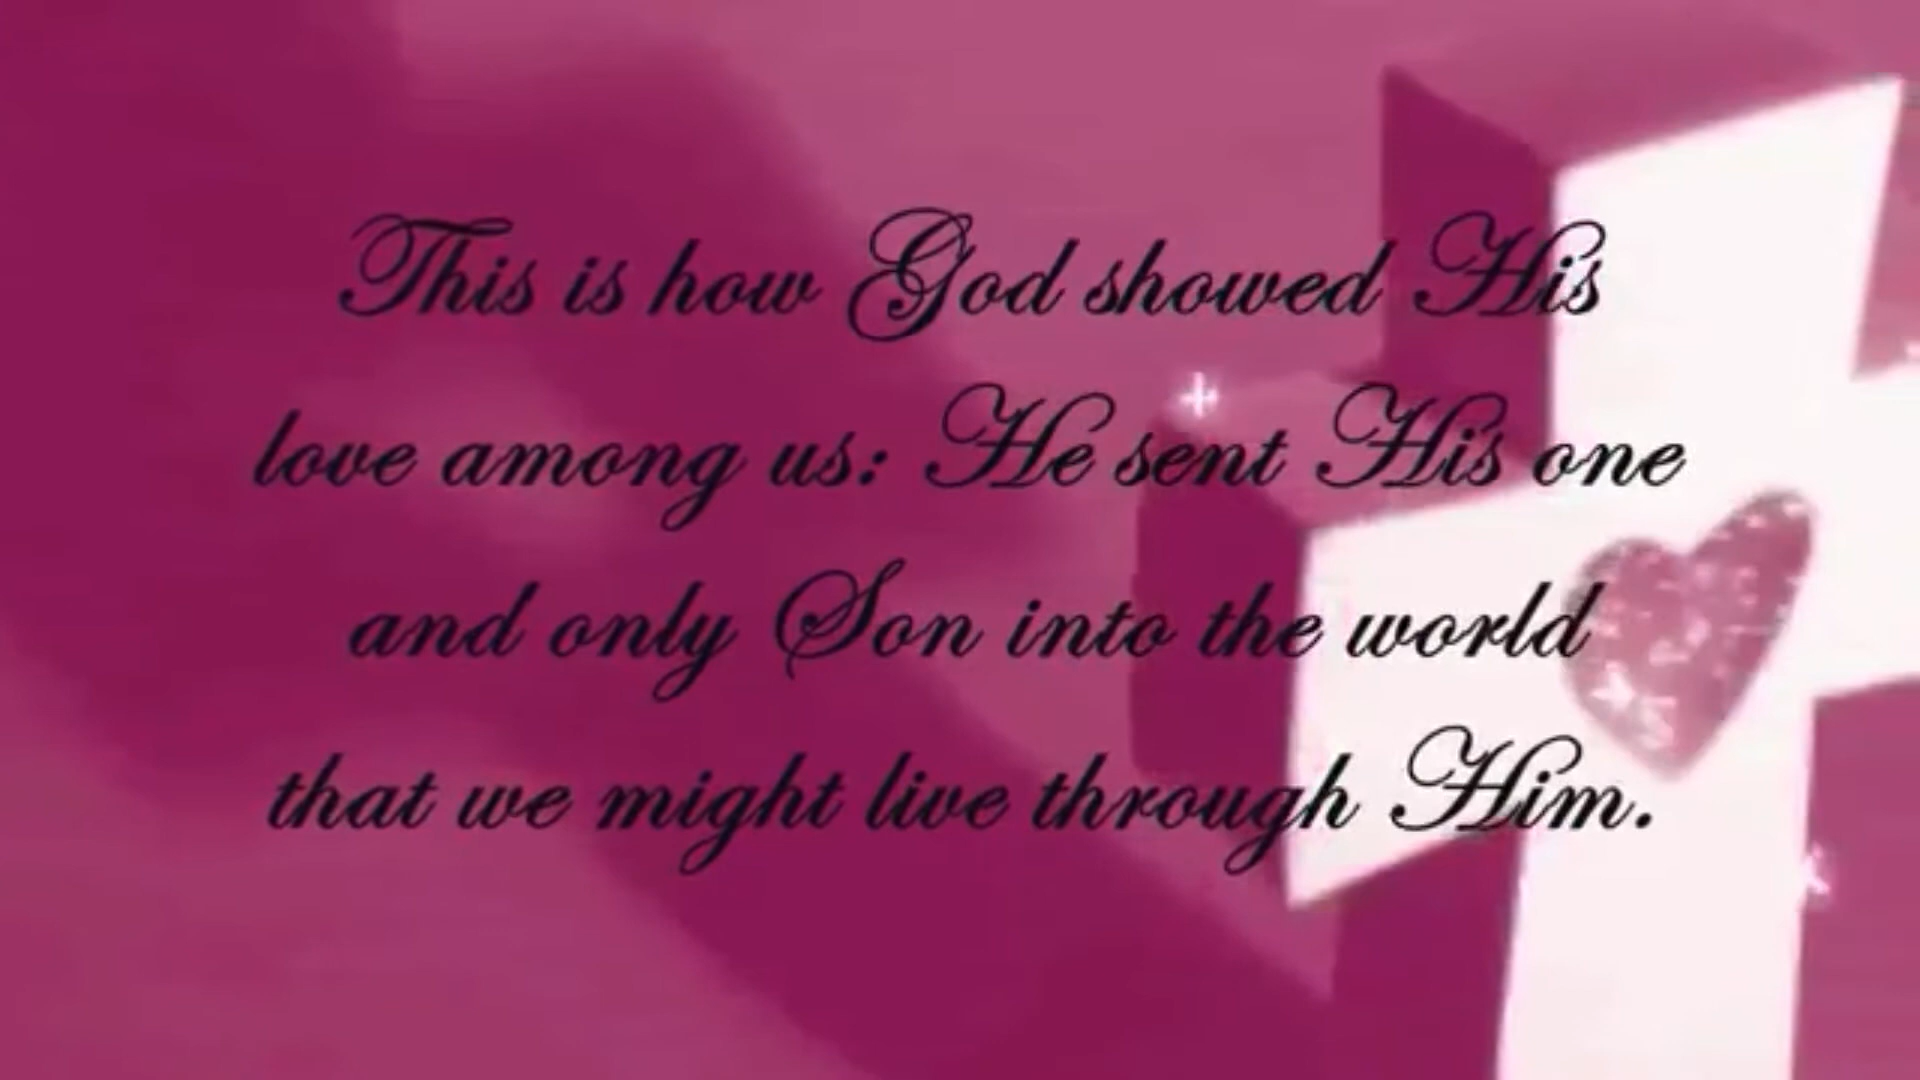 This is how God showed His
love among us: He sent His one
and only Son into the world
that we might live through Him.